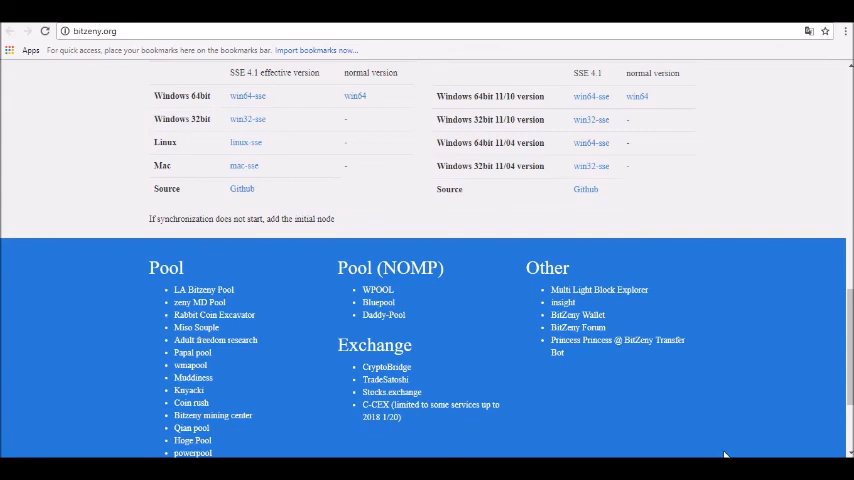 bitzeny.org
Apps For quick access, place your bookmarks here on the bookmarks bar. Import bookmarks now...
SSE 4.1 effective version normal version
Windows 64bit win64-sse win64
Windows 32bit win32-sse -
Linux linux-sse -
Mac mac-sse -
Source Github
SSE 4.1 normal version
Windows 64bit 11/10 version win64-sse win64
Windows 32bit 11/10 version win32-sse -
Windows 64bit 11/04 version win64-sse -
Windows 32bit 11/04 version win32-sse -
Source Github
If synchronization does not start, add the initial node
Pool
LA Bitzeny Pool
zeny MD Pool
Rabbit Coin Excavator
Miso Souple
Adult freedom research
Papal pool
wmapool
Muddiness
Knyacki
Coin rush
Bitzeny mining center
Qian pool
Hoge Pool
powerpool
Pool (NOMP)
WPOOL
Bluepool
Daddy-Pool
Exchange
CryptoBridge
TradeSatoshi
Stocks.exchange
C-CEX (limited to some services up to
2018 1/20)
Other
Multi Light Block Explorer
insight
BitZeny Wallet
BitZeny Forum
Princess Princess @ BitZeny Transfer
Bot